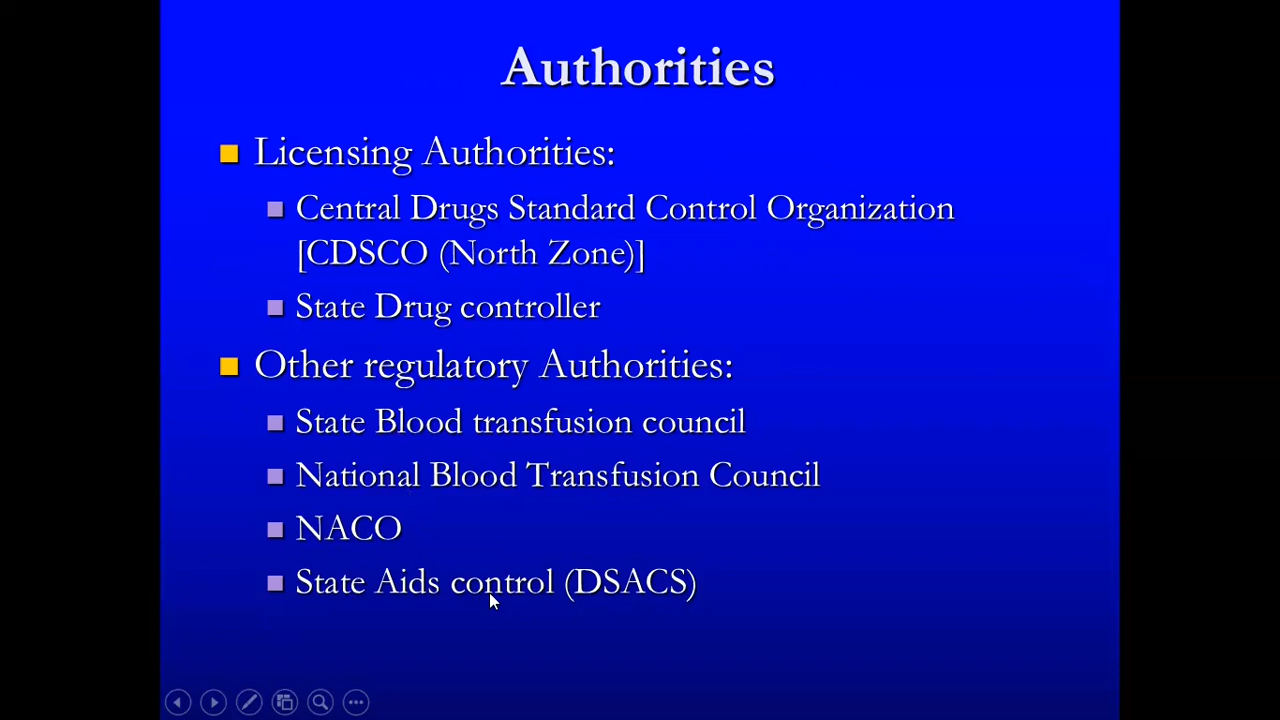 Authorities
Licensing Authorities:
Central Drugs Standard Control Organization
[CDSCO (North Zone)]
State Drug controller
Other regulatory Authorities:
State Blood transfusion council
National Blood Transfusion Council
NACO
State Aids control (DSACS)